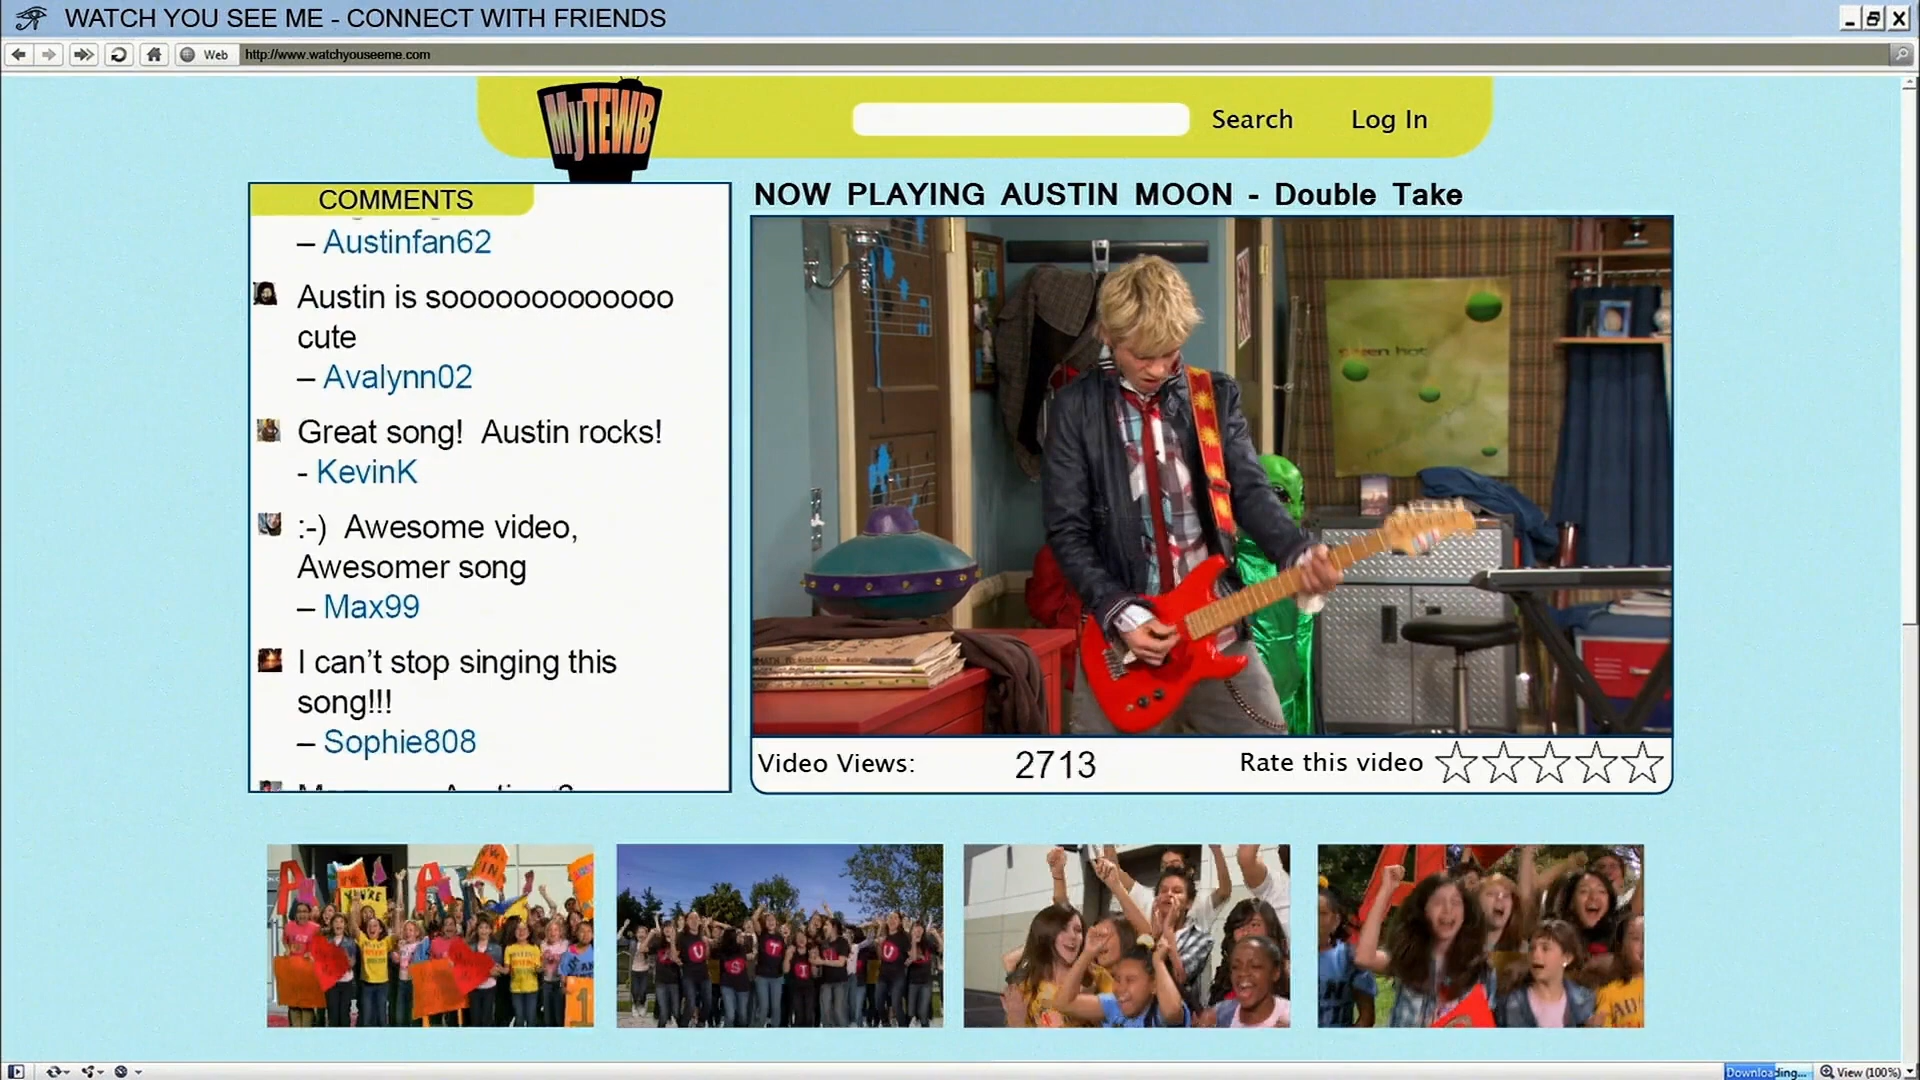 WATCH YOU SEE ME - CONNECT WITH FRIENDS
Web http://www.watchyouseeme.com
MyTEWB
Search Log In
COMMENTS
– Austinfan62
Austin is sooooooooooooo
cute
– Avalynn02
Great song! Austin rocks!
- KevinK
:-) Awesome video,
Awesomer song
– Max99
I can't stop singing this
song!!!
– Sophie808
NOW PLAYING AUSTIN MOON - Double Take
Video Views: 2713 Rate this video
Downloading... View (100%)